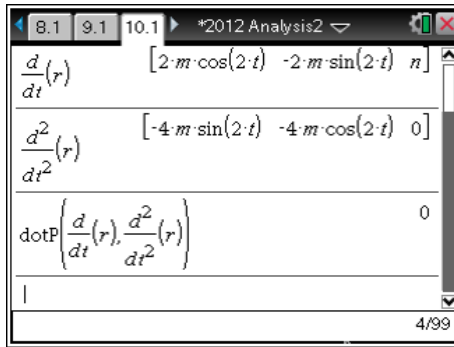 8.1 9.1 10.1 *2012 Analysis2
d/dt(r) [2·m·cos(2·t) -2·m·sin(2·t) n]
d²/dt²(r) [-4·m·sin(2·t) -4·m·cos(2·t) 0]
dotP(d/dt(r),d²/dt²(r)) 0
4/99